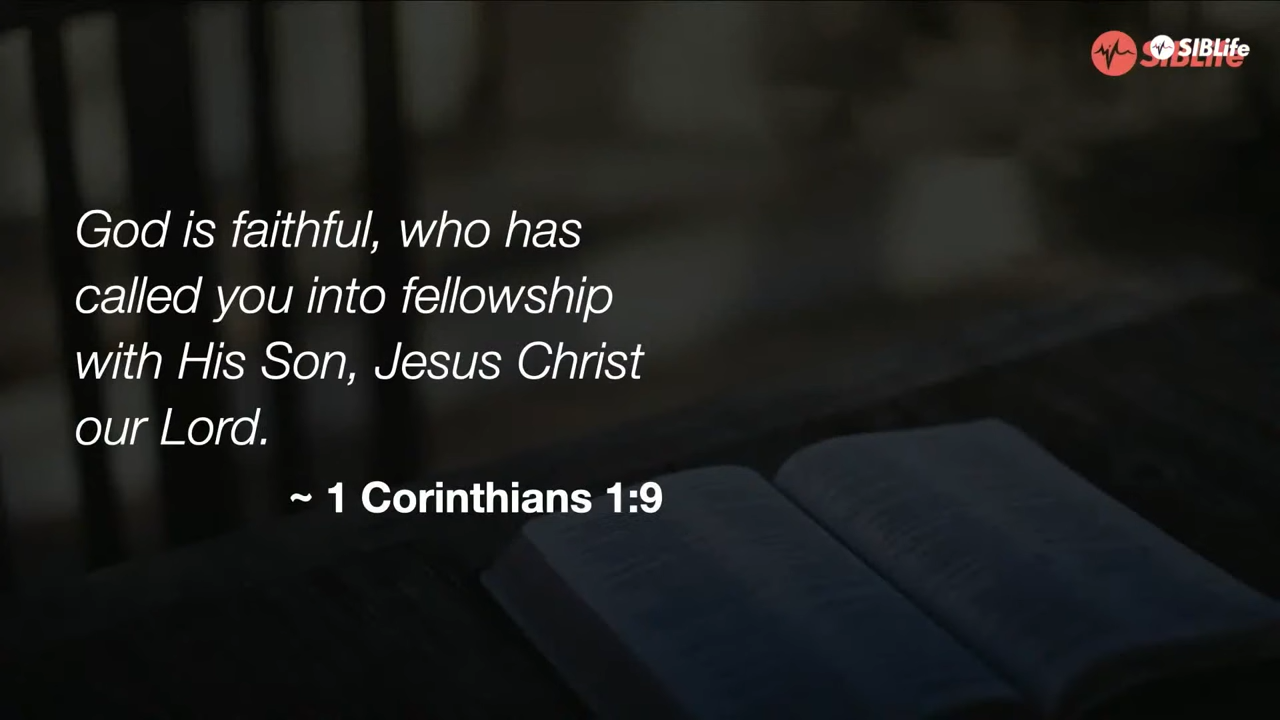 SIBLife
SIBLife
God is faithful, who has
called you into fellowship
with His Son, Jesus Christ
our Lord.
~ 1 Corinthians 1:9